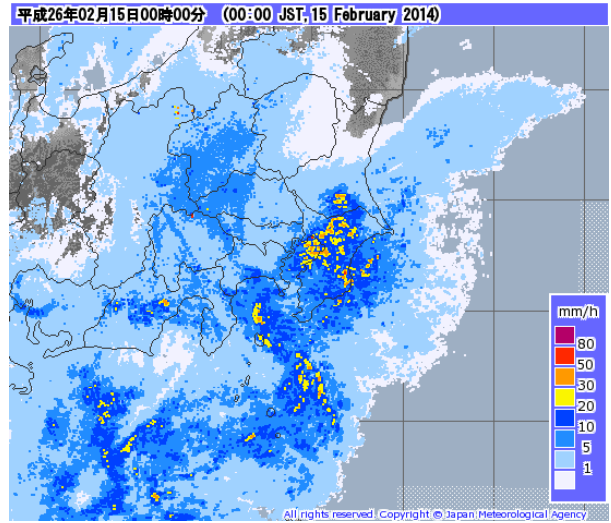 平成26年02月15日00時00分 (00:00 JST, 15 February 2014)
mm/h
80
50
30
20
10
5
1
All rights reserved. Copyright © Japan Meteorological Agency